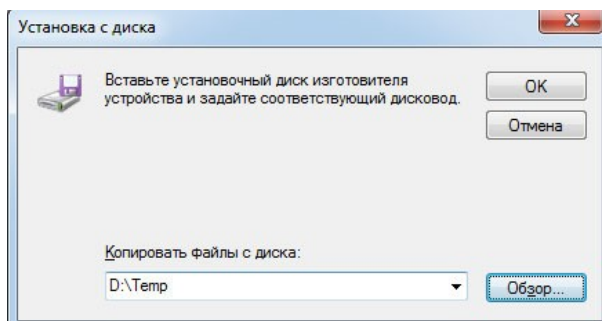 Установка с диска
Вставьте установочный диск изготовителя
устройства и задайте соответствующий дисковод.
OK
Отмена
Копировать файлы с диска:
D:\Temp
Обзор...